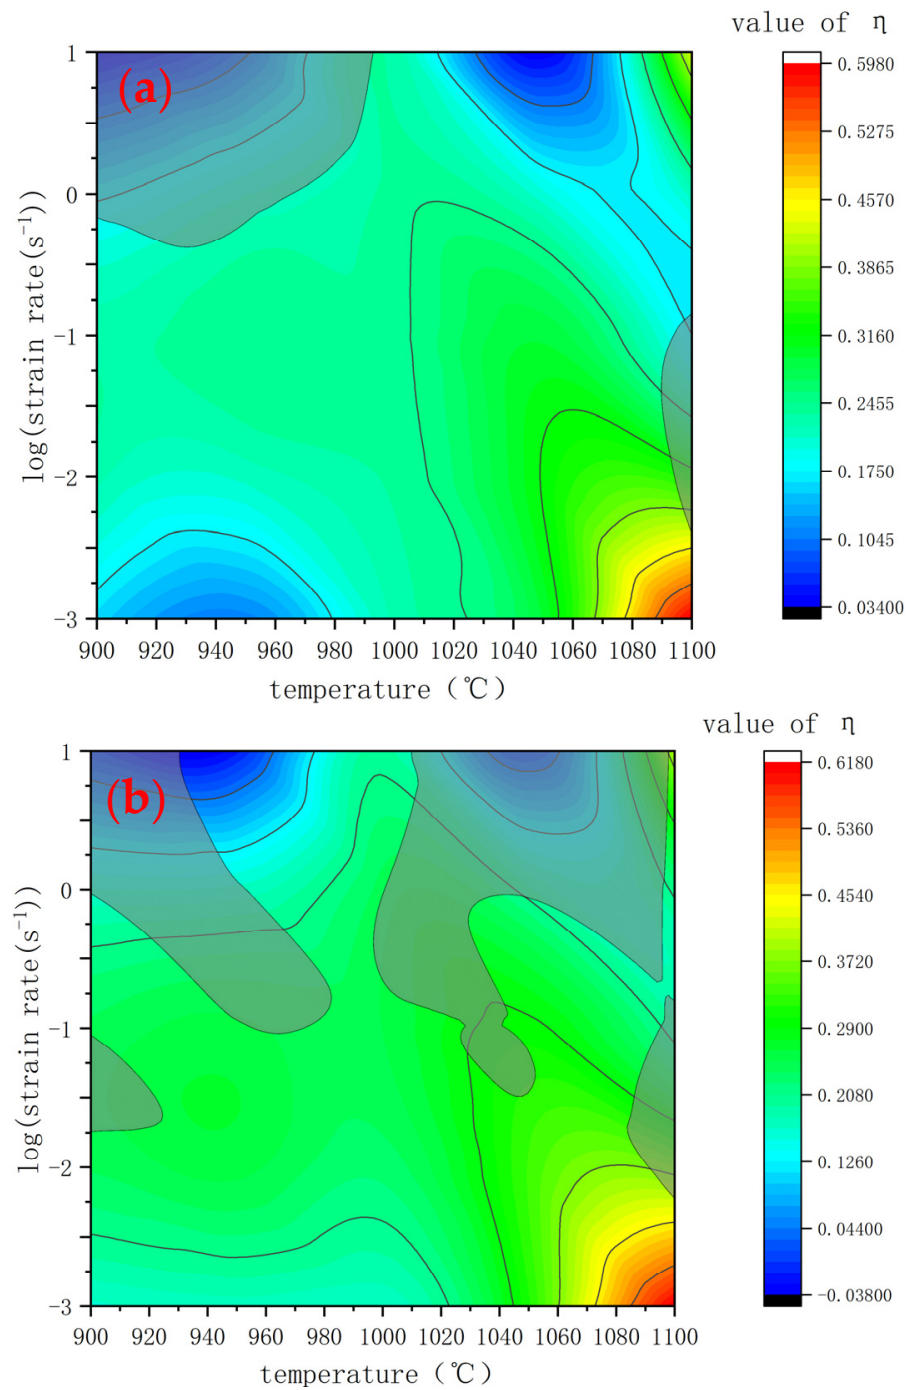 value of η
(a)
1
0
-1
-2
-3
log(strain rate(s⁻¹))
900 920 940 960 980 1000 1020 1040 1060 1080 1100
temperature (℃)
0.5980
0.5275
0.4570
0.3865
0.3160
0.2455
0.1750
0.1045
0.03400
value of η
(b)
1
0
-1
-2
-3
log(strain rate(s⁻¹))
900 920 940 960 980 1000 1020 1040 1060 1080 1100
temperature (℃)
0.6180
0.5360
0.4540
0.3720
0.2900
0.2080
0.1260
0.04400
-0.03800